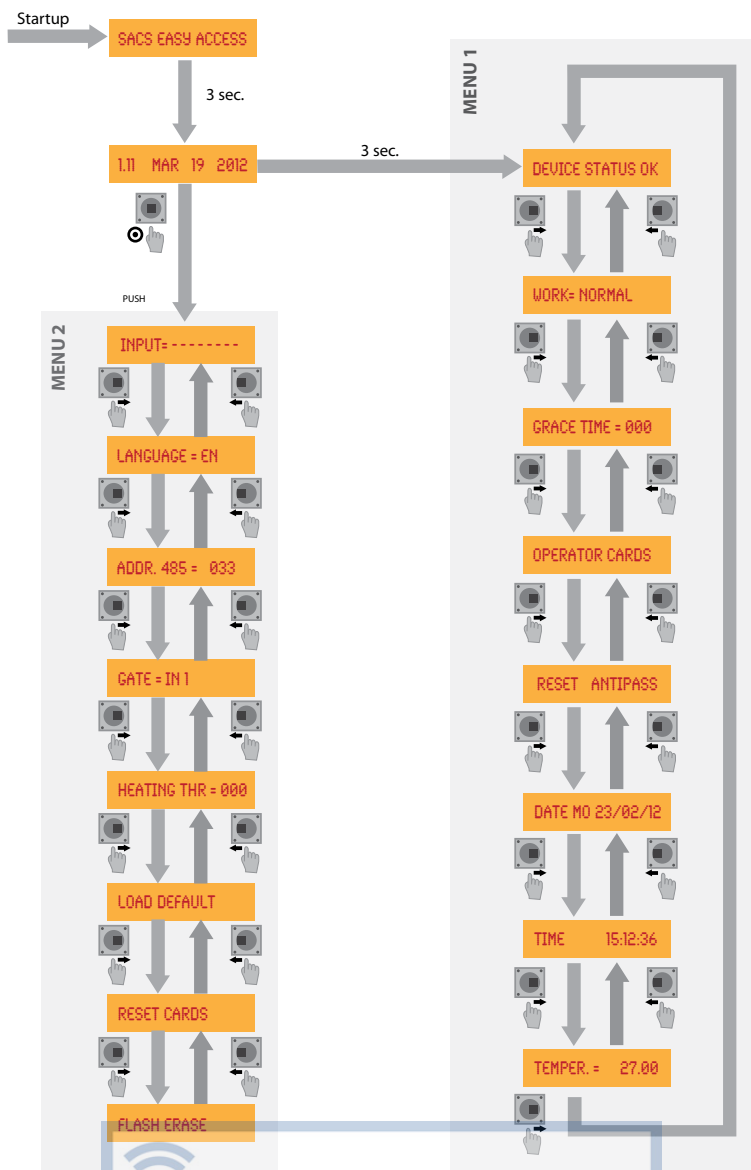 Startup
SACS EASY ACCESS
3 sec.
1.11 MAR 19 2012
3 sec.
PUSH
MENU 2
INPUT= - - - - - - - -
LANGUAGE = EN
ADDR. 485 = 033
GATE = IN 1
HEATING THR = 000
LOAD DEFAULT
RESET CARDS
FLASH ERASE
MENU 1
DEVICE STATUS OK
WORK= NORMAL
GRACE TIME = 000
OPERATOR CARDS
RESET ANTIPASS
DATE MO 23/02/12
TIME 15:12:36
TEMPER. = 27.00